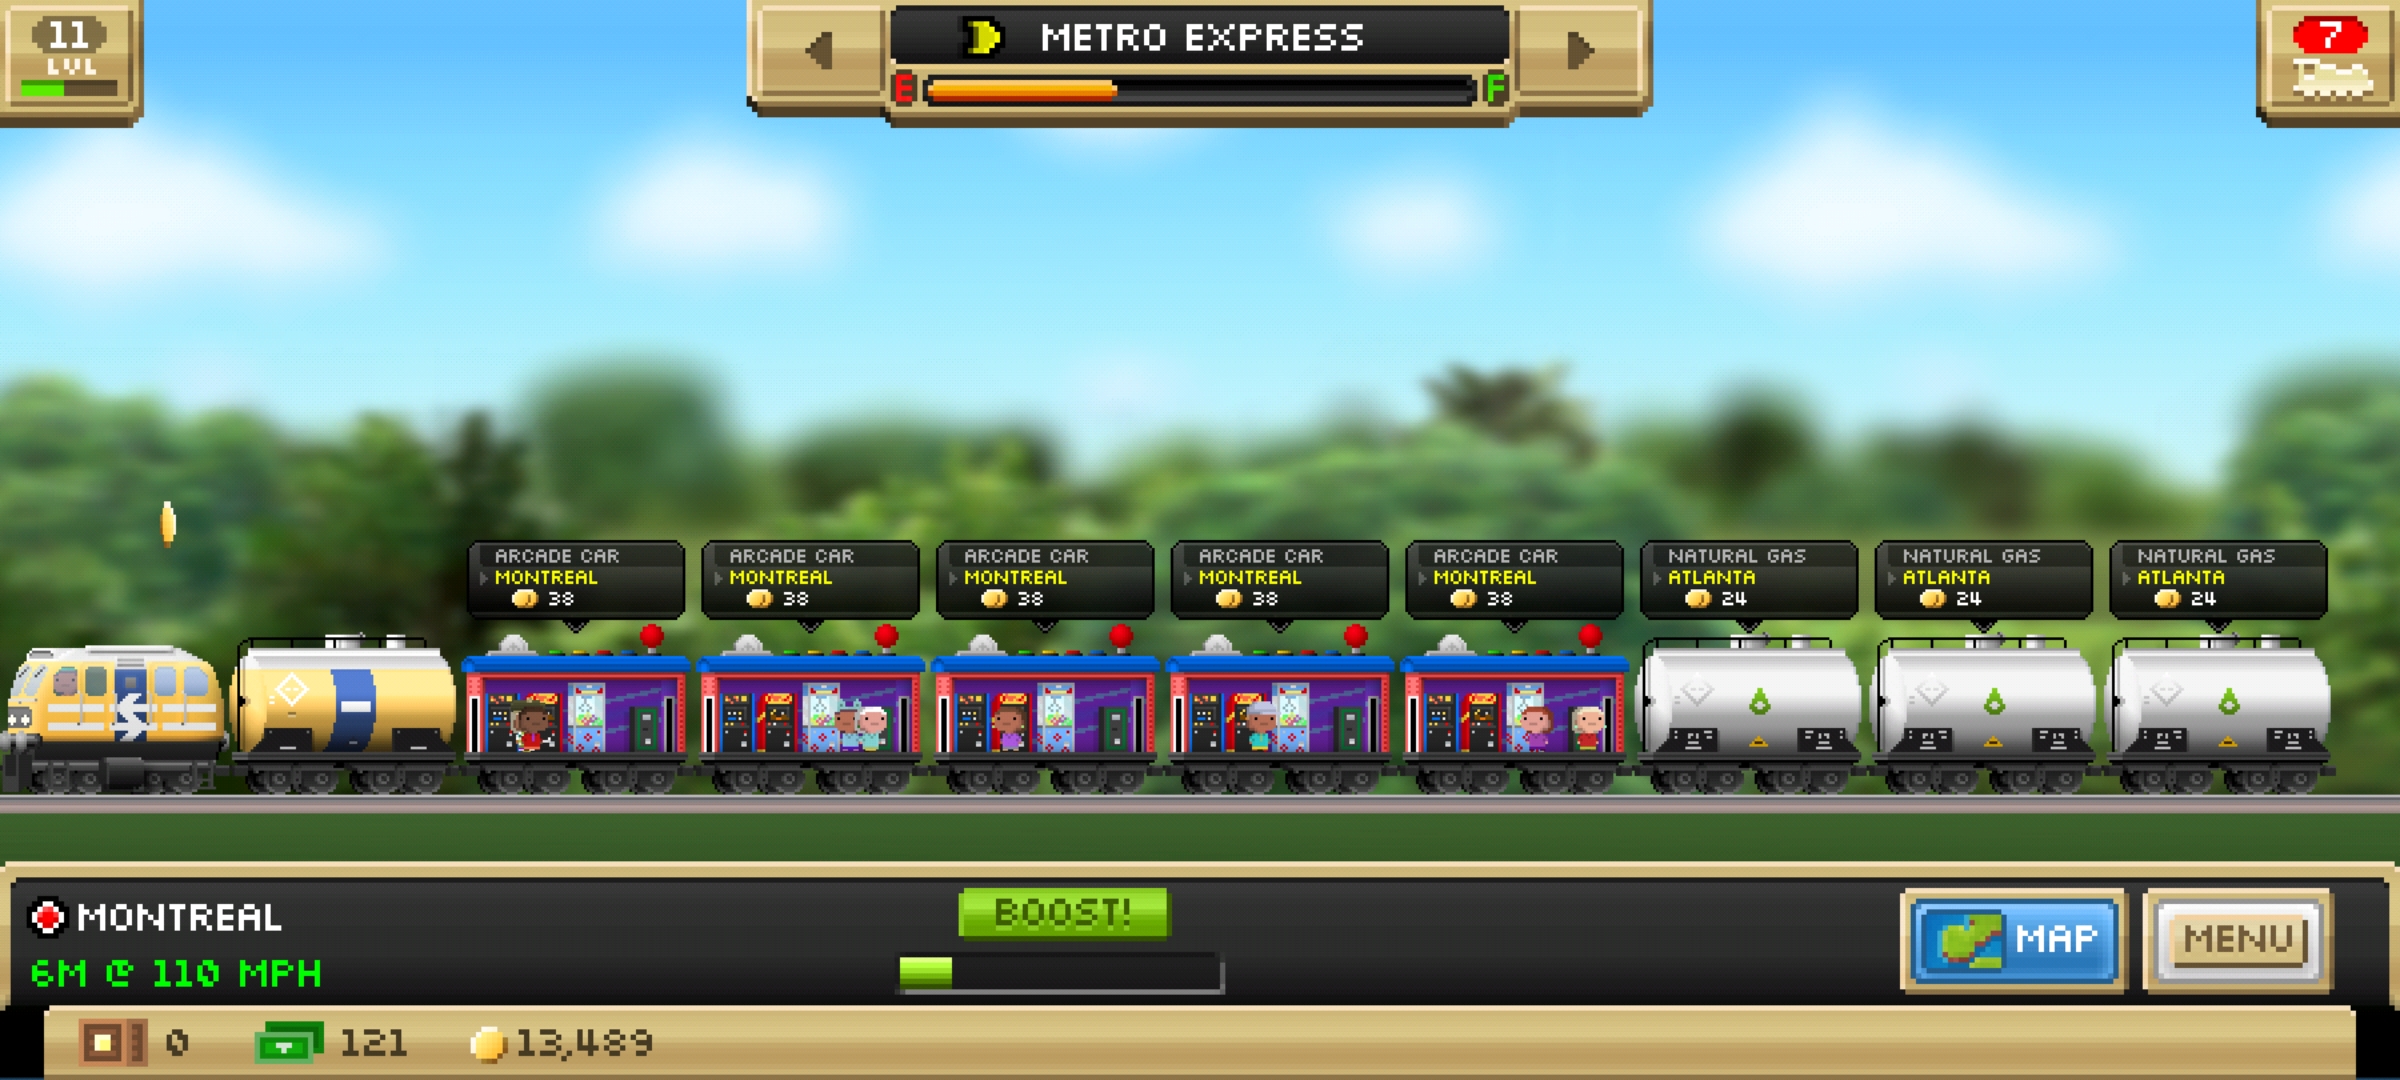 11
LVL
METRO EXPRESS
E F
7
ARCADE CAR
MONTREAL
38
ARCADE CAR
MONTREAL
38
ARCADE CAR
MONTREAL
38
ARCADE CAR
MONTREAL
38
ARCADE CAR
MONTREAL
38
NATURAL GAS
ATLANTA
24
NATURAL GAS
ATLANTA
24
NATURAL GAS
ATLANTA
24
MONTREAL
6M @ 110 MPH
BOOST!
MAP
MENU
0
121
13,489